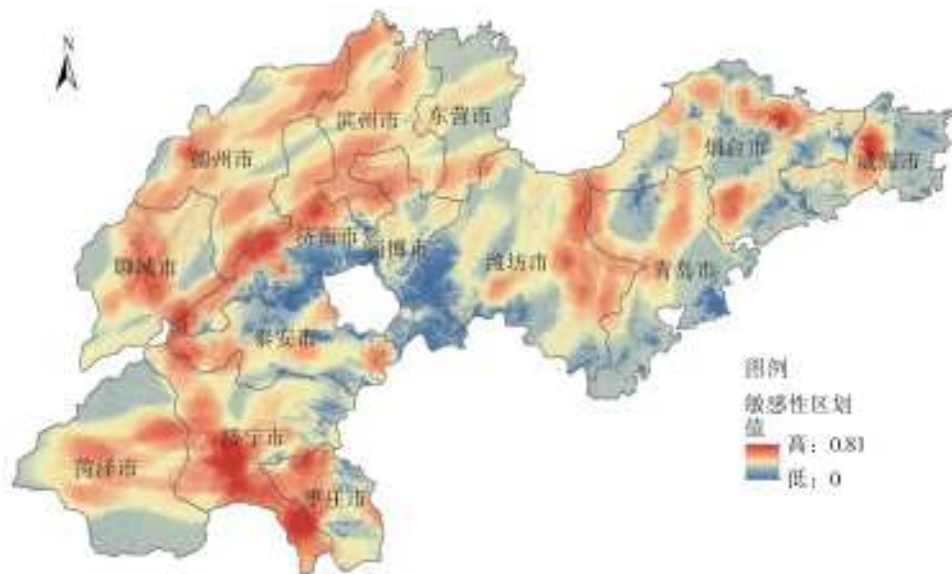 N
滨州市
东营市
德州市
烟台市
威海市
济南市
淄博市
聊城市
潍坊市
青岛市
泰安市
济宁市
菏泽市
枣庄市
图例
敏感性区划
值
高：0.81
低：0